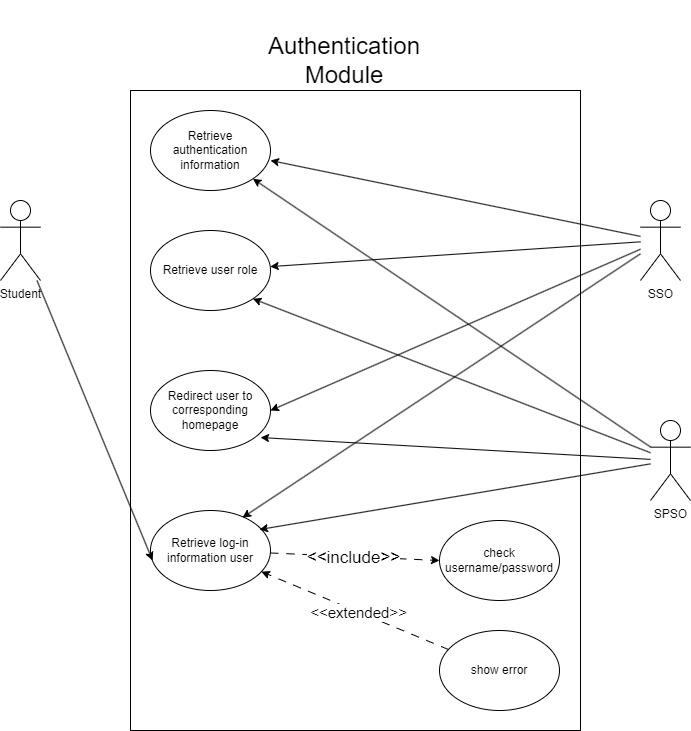 Authentication
Module
Retrieve
authentication
information
Student
SSO
Retrieve user role
Redirect user to
corresponding
homepage
SPSO
Retrieve log-in
information user
<<include>>
check
username/password
<<extended>>
show error